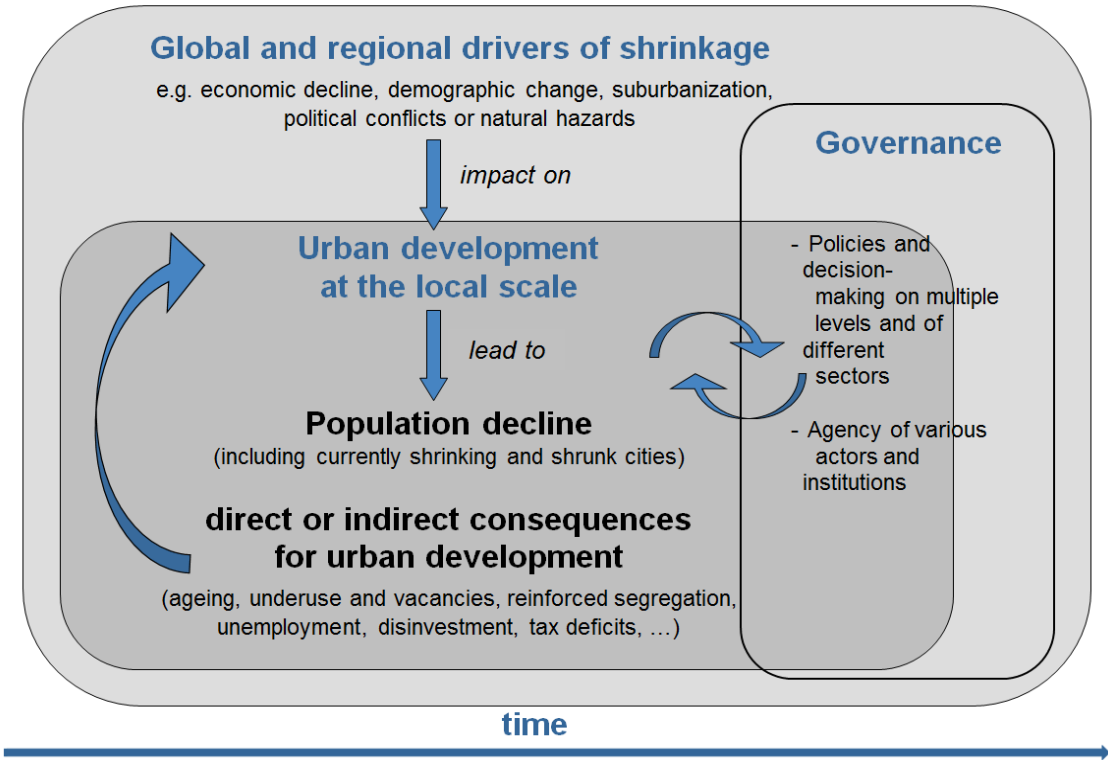 Global and regional drivers of shrinkage
e.g. economic decline, demographic change, suburbanization,
political conflicts or natural hazards
impact on
Urban development
at the local scale
lead to
Population decline
(including currently shrinking and shrunk cities)
direct or indirect consequences
for urban development
(ageing, underuse and vacancies, reinforced segregation,
unemployment, disinvestment, tax deficits, …)
Governance
- Policies and
decision-
making on multiple
levels and of
different
sectors
- Agency of various
actors and
institutions
time